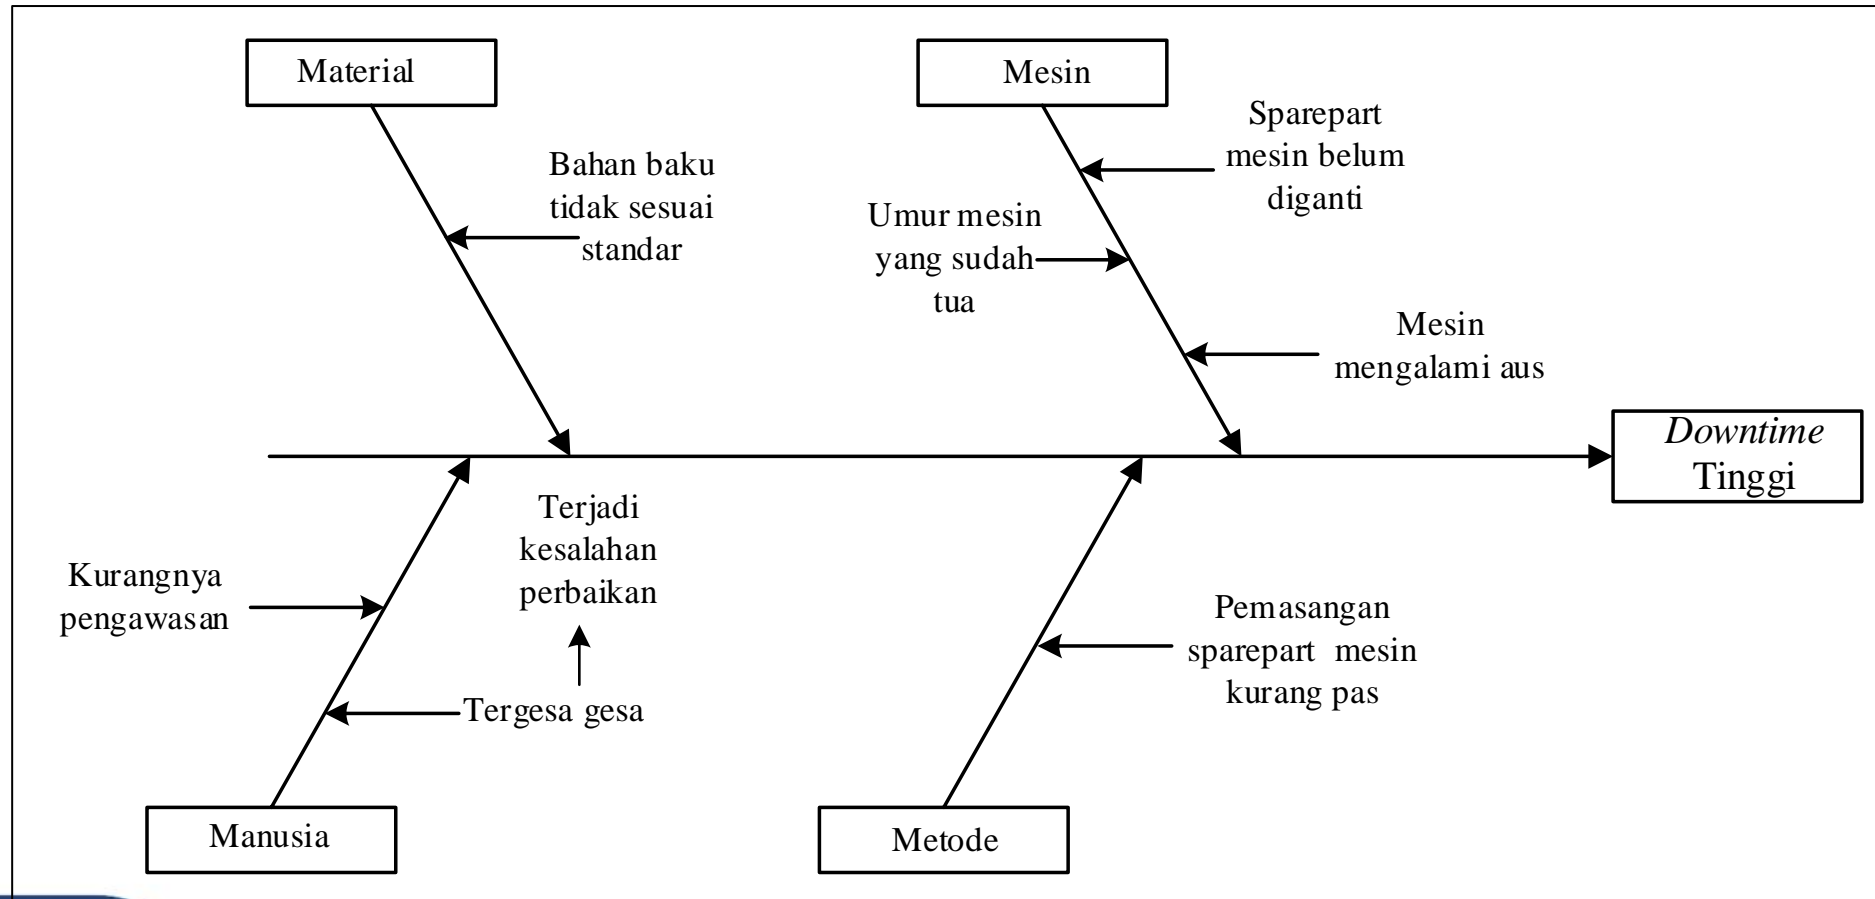 Material
Mesin
Bahan baku
tidak sesuai
standar
Sparepart
mesin belum
diganti
Umur mesin
yang sudah
tua
Mesin
mengalami aus
Downtime
Tinggi
Terjadi
kesalahan
perbaikan
Kurangnya
pengawasan
Tergesa gesa
Pemasangan
sparepart mesin
kurang pas
Manusia
Metode